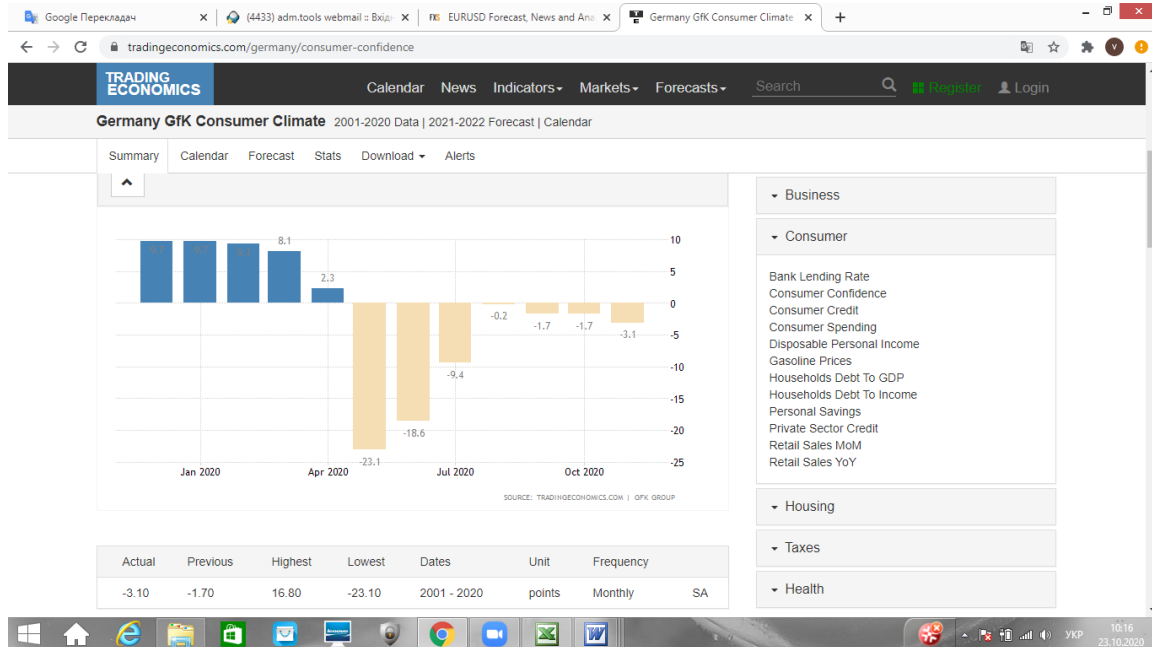 Google Перекладач
(4433) adm.tools webmail :: Вхідн
EURUSD Forecast, News and Ana
Germany GfK Consumer Climate
tradingeconomics.com/germany/consumer-confidence
V
TRADING
ECONOMICS
Calendar News Indicators Markets Forecasts Search Register Login
Germany GfK Consumer Climate 2001-2020 Data | 2021-2022 Forecast | Calendar
Summary Calendar Forecast Stats Download Alerts
8.1
2.3
-23.1
-18.6
-9.4
-0.2
-1.7
-1.7
-3.1
10
5
0
-5
-10
-15
-20
-25
Jan 2020 Apr 2020 Jul 2020 Oct 2020
SOURCE: TRADINGECONOMICS.COM | GFK GROUP
Actual Previous Highest Lowest Dates Unit Frequency
-3.10 -1.70 16.80 -23.10 2001 - 2020 points Monthly SA
Business
Consumer
Bank Lending Rate
Consumer Confidence
Consumer Credit
Consumer Spending
Disposable Personal Income
Gasoline Prices
Households Debt To GDP
Households Debt To Income
Personal Savings
Private Sector Credit
Retail Sales MoM
Retail Sales YoY
Housing
Taxes
Health
УКР
10:16
23.10.2020